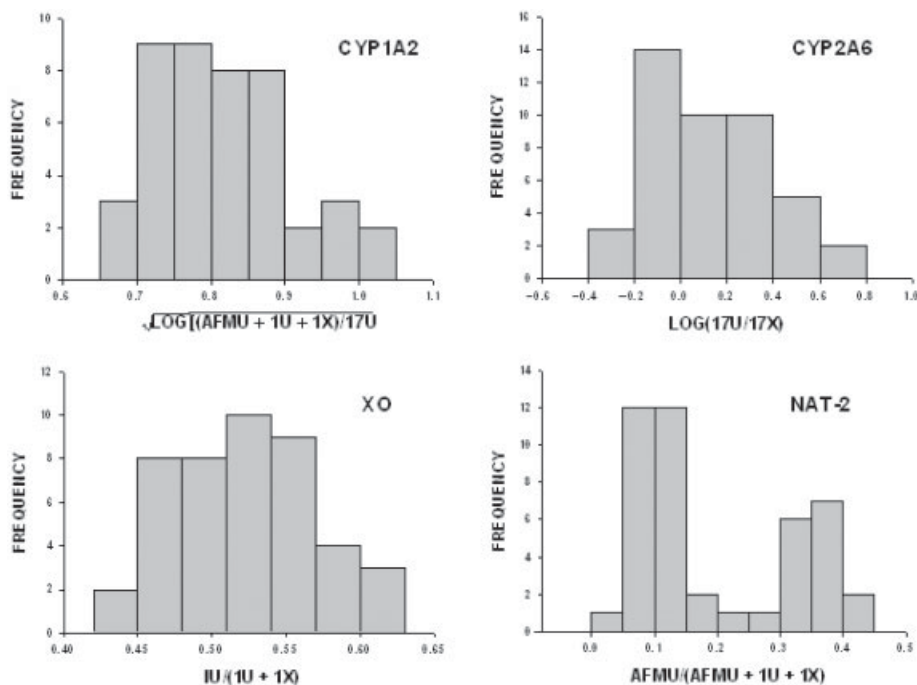 CYP1A2
FREQUENCY
10
8
6
4
2
0
0.6 0.7 0.8 0.9 1.0 1.1
√LOG[(AFMU + 1U + 1X)/17U
CYP2A6
FREQUENCY
16
14
12
10
8
6
4
2
0
−0.6 −0.4 −0.2 0.0 0.2 0.4 0.6 0.8 1.0
LOG(17U/17X)
XO
FREQUENCY
12
10
8
6
4
2
0
0.40 0.45 0.50 0.55 0.60 0.65
IU/(1U + 1X)
NAT-2
FREQUENCY
14
12
10
8
6
4
2
0
0.0 0.1 0.2 0.3 0.4 0.5
AFMU/(AFMU + 1U + 1X)